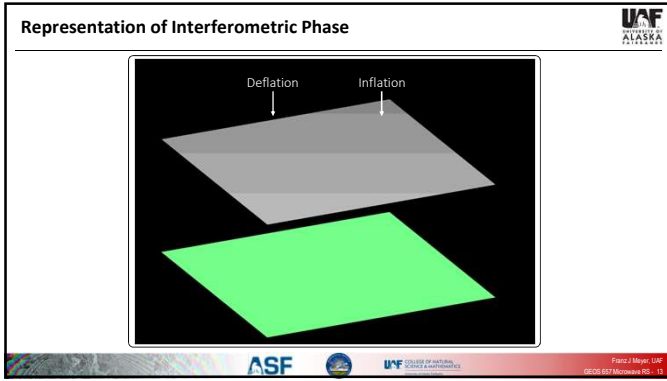 Representation of Interferometric Phase
UAF
UNIVERSITY OF
ALASKA
FAIRBANKS
Deflation
Inflation
ASF
UAF
COLLEGE OF NATURAL
SCIENCE & MATHEMATICS
Franz J Meyer, UAF
GEOS 657 Microwave RS - 13